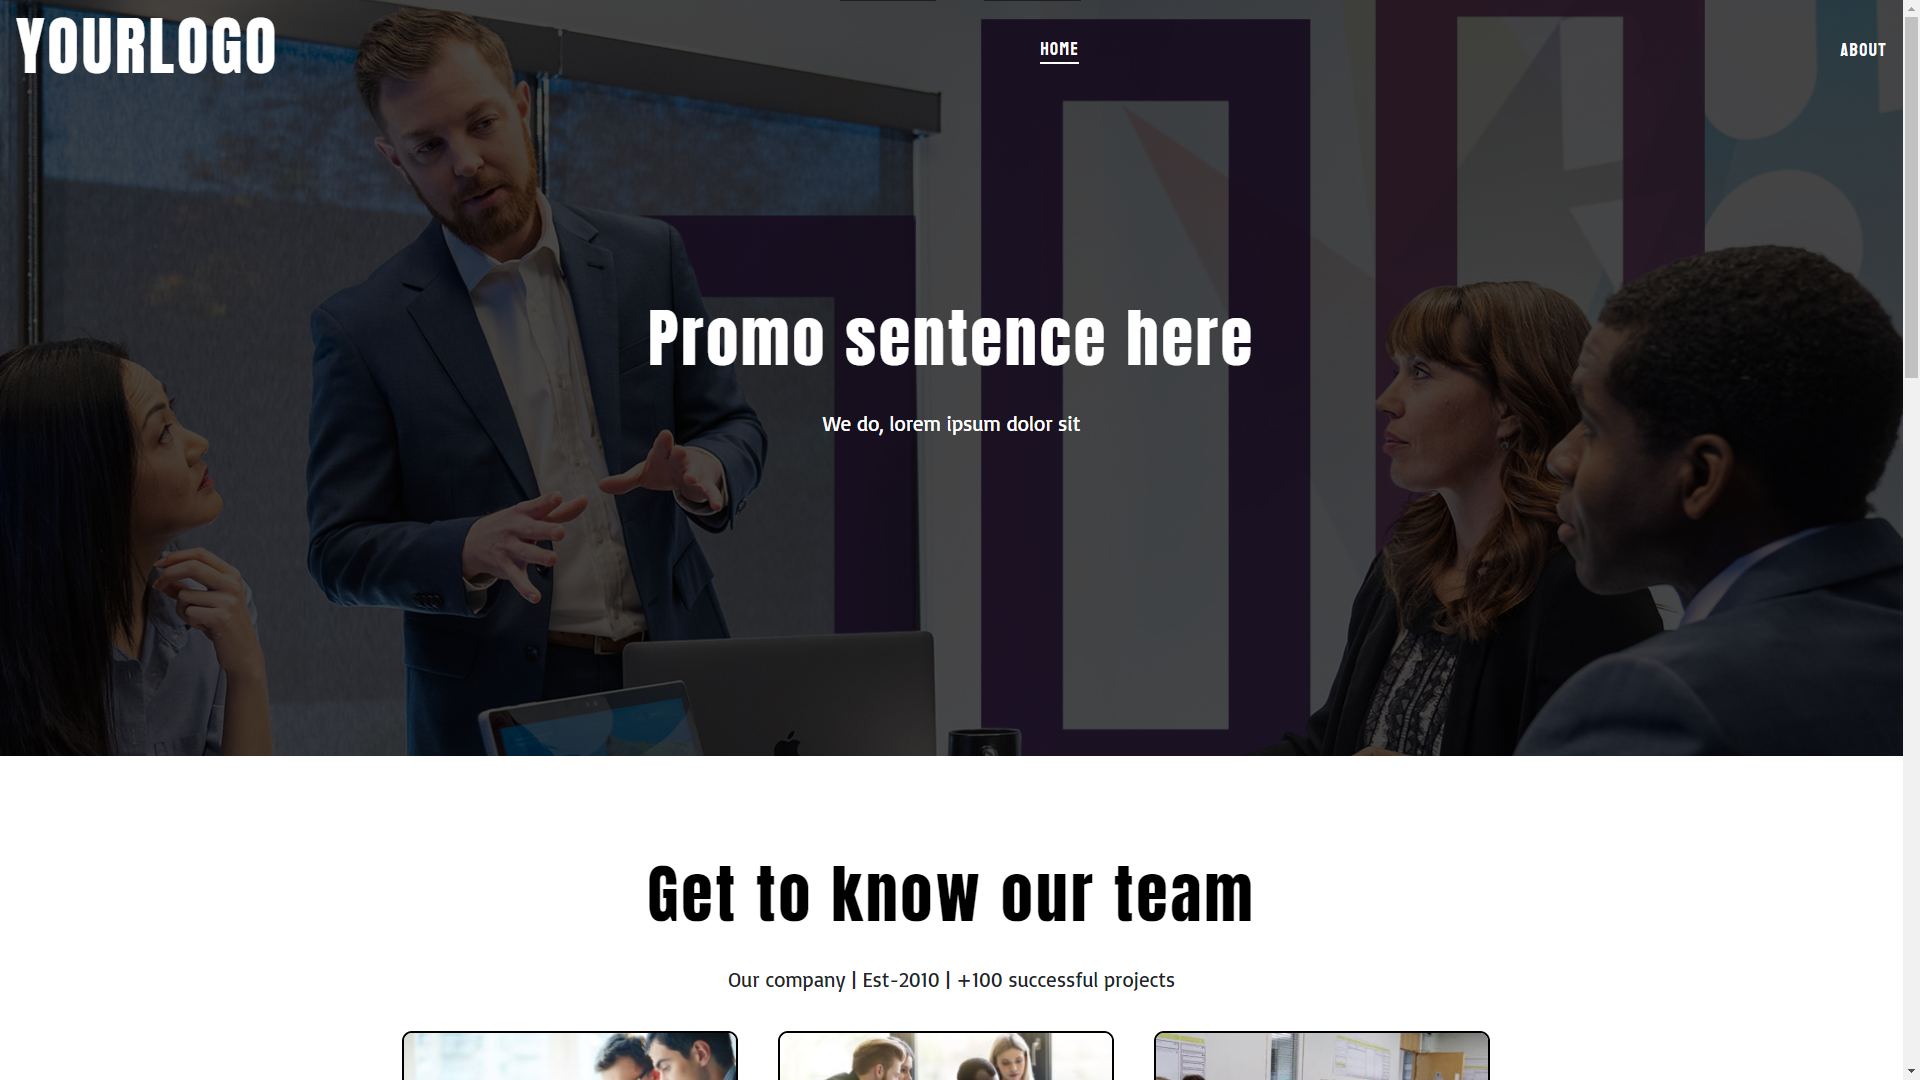 YOURLOGO
HOME
ABOUT
Promo sentence here
We do, lorem ipsum dolor sit
Get to know our team
Our company | Est-2010 | +100 successful projects